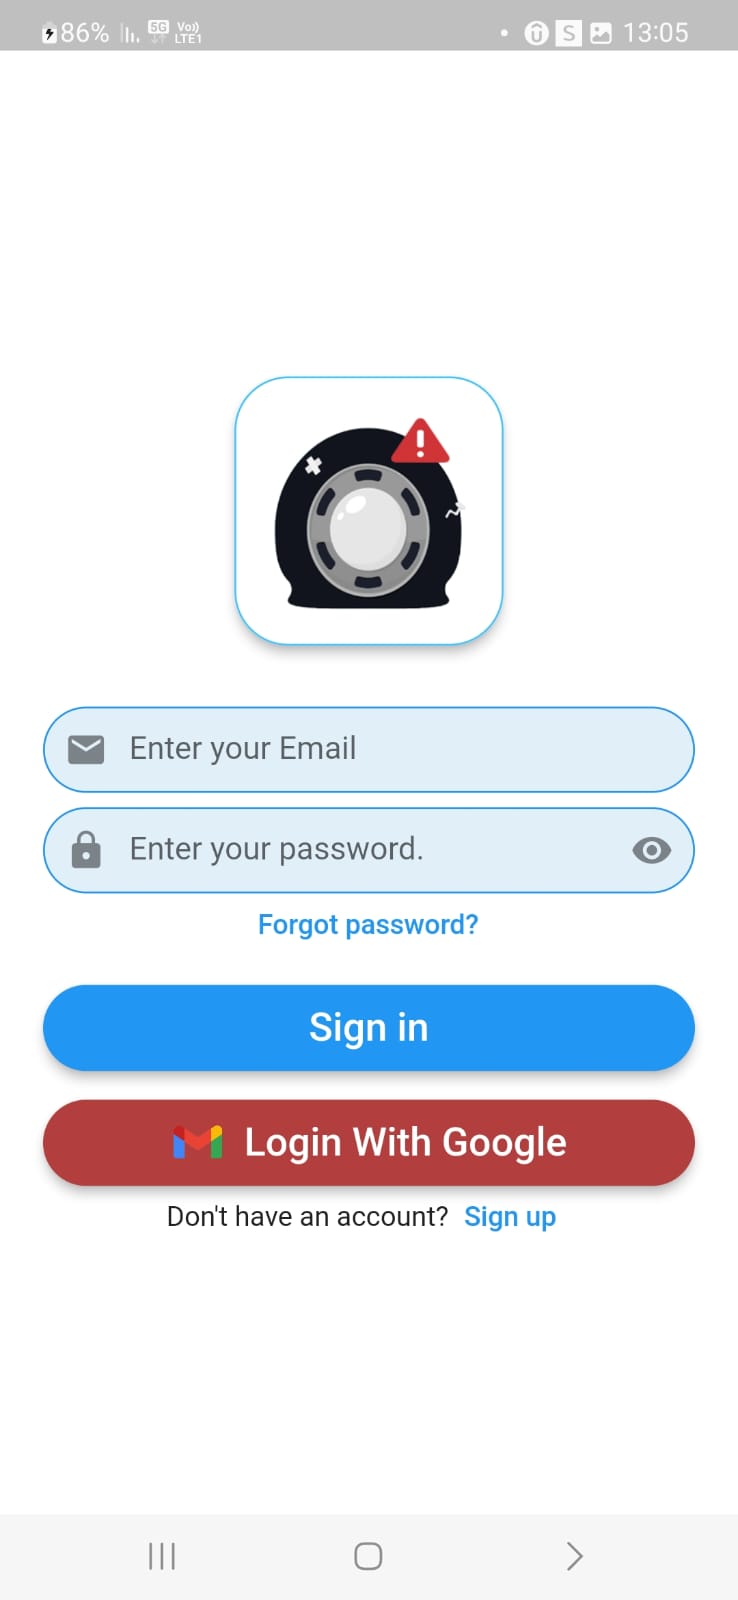 86% 5G Vo)) LTE1 S 13:05
Enter your Email
Enter your password.
Forgot password?
Sign in
Login With Google
Don't have an account? Sign up